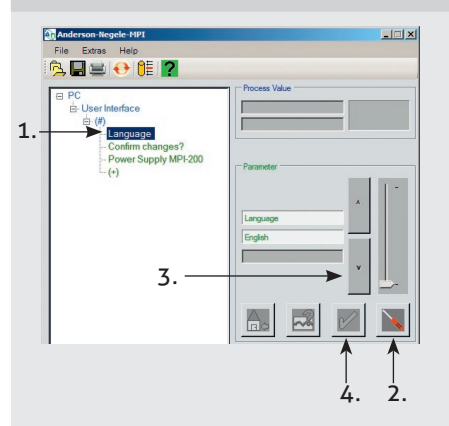 Anderson-Negele-MPI
File Extras Help
PC
User Interface
(#)
1.
Language
Confirm changes?
Power Supply MPI-200
(+)
Process Value
Parameter
Language
English
3.
4.
2.